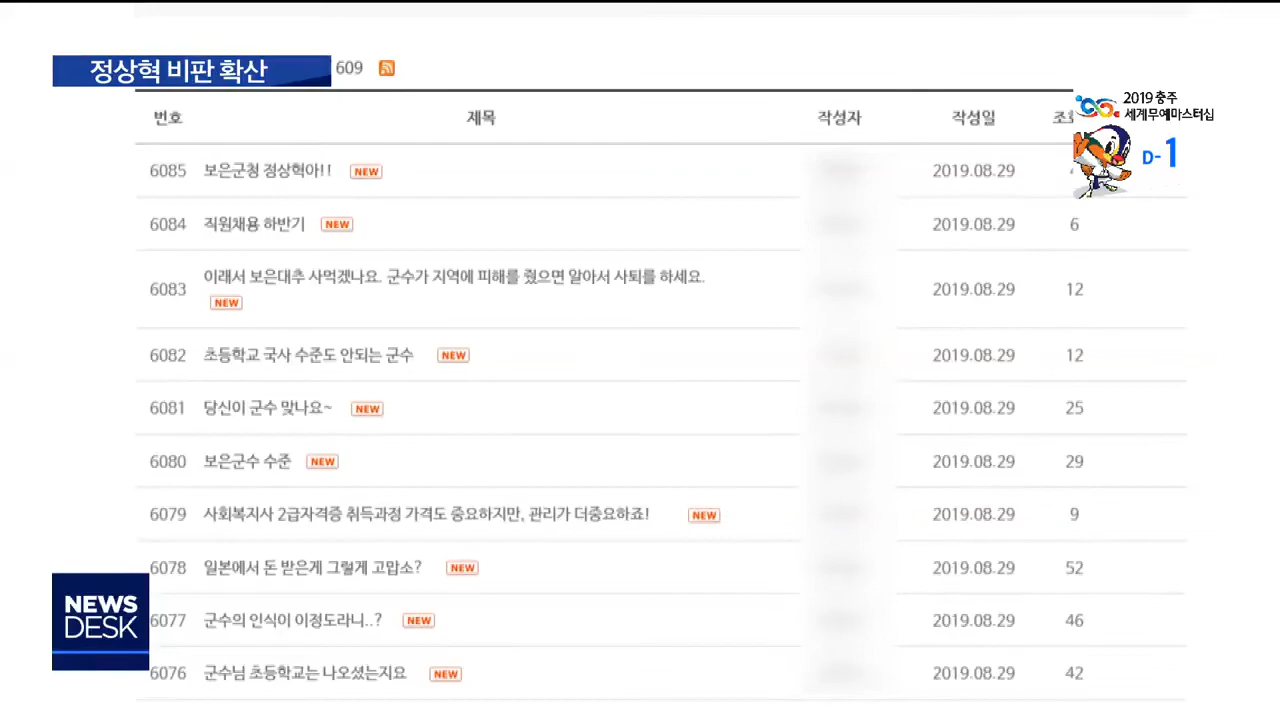 정상혁 비판 확산
609
2019 충주
세계무예마스터십
D-1
번호 제목 작성자 작성일
6085 보은군청 정상혁아!! NEW 2019.08.29
6084 직원채용 하반기 NEW 2019.08.29 6
6083 이래서 보은대추 사먹겠나요. 군수가 지역에 피해를 줬으면 알아서 사퇴를 하세요. 2019.08.29 12
NEW
6082 초등학교 국사 수준도 안되는 군수 NEW 2019.08.29 12
6081 당신이 군수 맞나요~ NEW 2019.08.29 25
6080 보은군수 수준 NEW 2019.08.29 29
6079 사회복지사 2급자격증 취득과정 가격도 중요하지만, 관리가 더중요하죠! NEW 2019.08.29 9
6078 일본에서 돈 받은게 그렇게 고맙소? NEW 2019.08.29 52
6077 군수의 인식이 이정도라니..? NEW 2019.08.29 46
6076 군수님 초등학교는 나오셨는지요 NEW 2019.08.29 42
NEWS
DESK